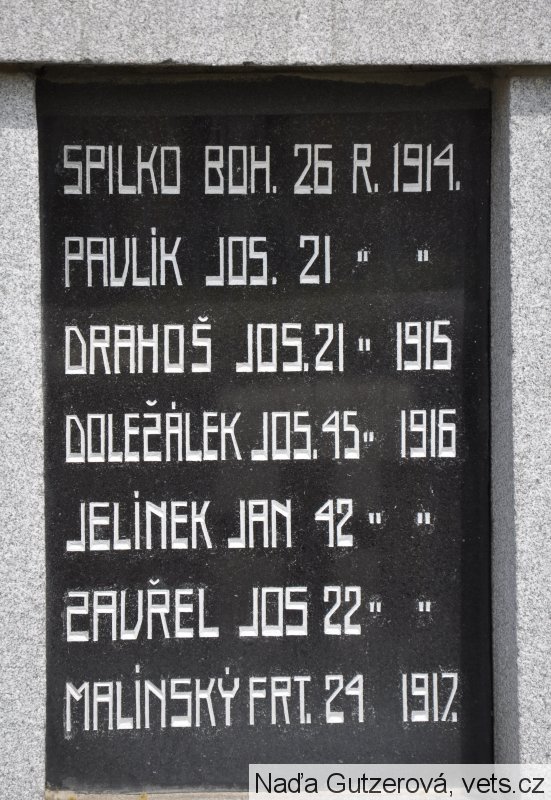 SPILKO BOH. 26 R. 1914.
PAVLÍK JOS. 21 " "
DRAHOŠ JOS. 21 " 1915
DOLEŽÁLEK JOS. 45 " 1916
JELÍNEK JAN 42 " "
ZAVŘEL JOS 22 " "
MALÍNSKÝ FRT. 24 1917.
Naďa Gutzerová, vets.cz